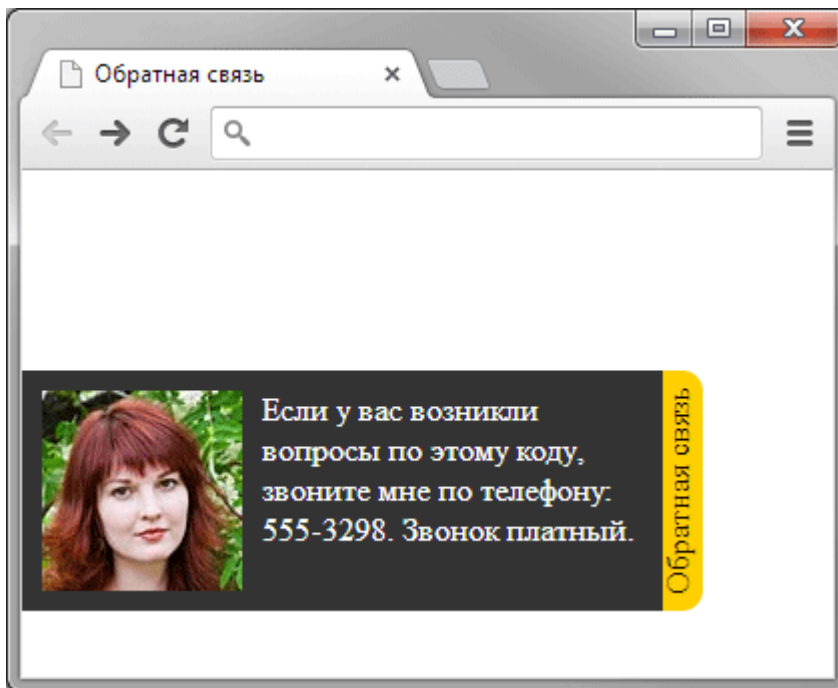 Обратная связь
Если у вас возникли
вопросы по этому коду,
звоните мне по телефону:
555-3298. Звонок платный.
Обратная связь